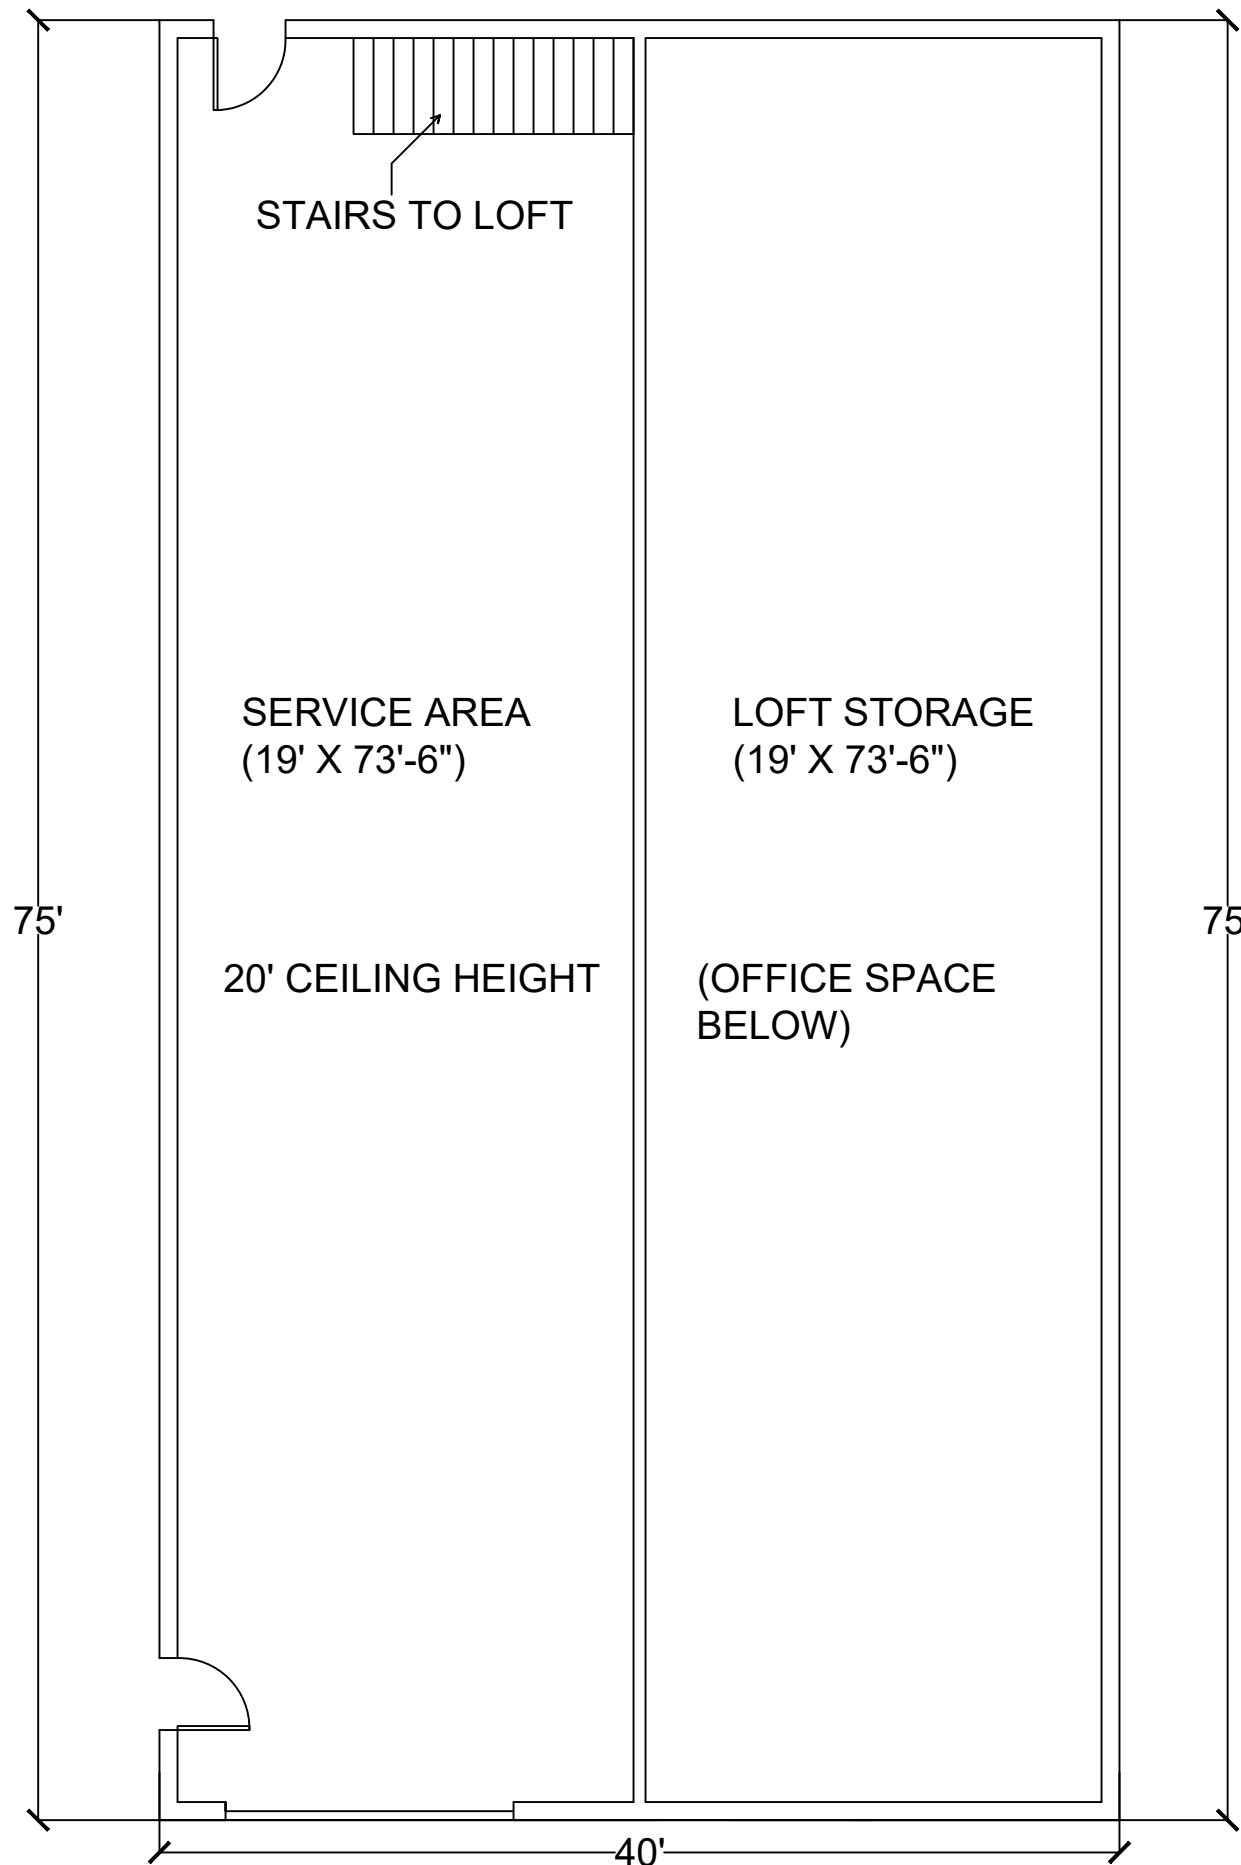 STAIRS TO LOFT
SERVICE AREA
(19' X 73'-6")
LOFT STORAGE
(19' X 73'-6")
75'
75
20' CEILING HEIGHT
(OFFICE SPACE
BELOW)
40'